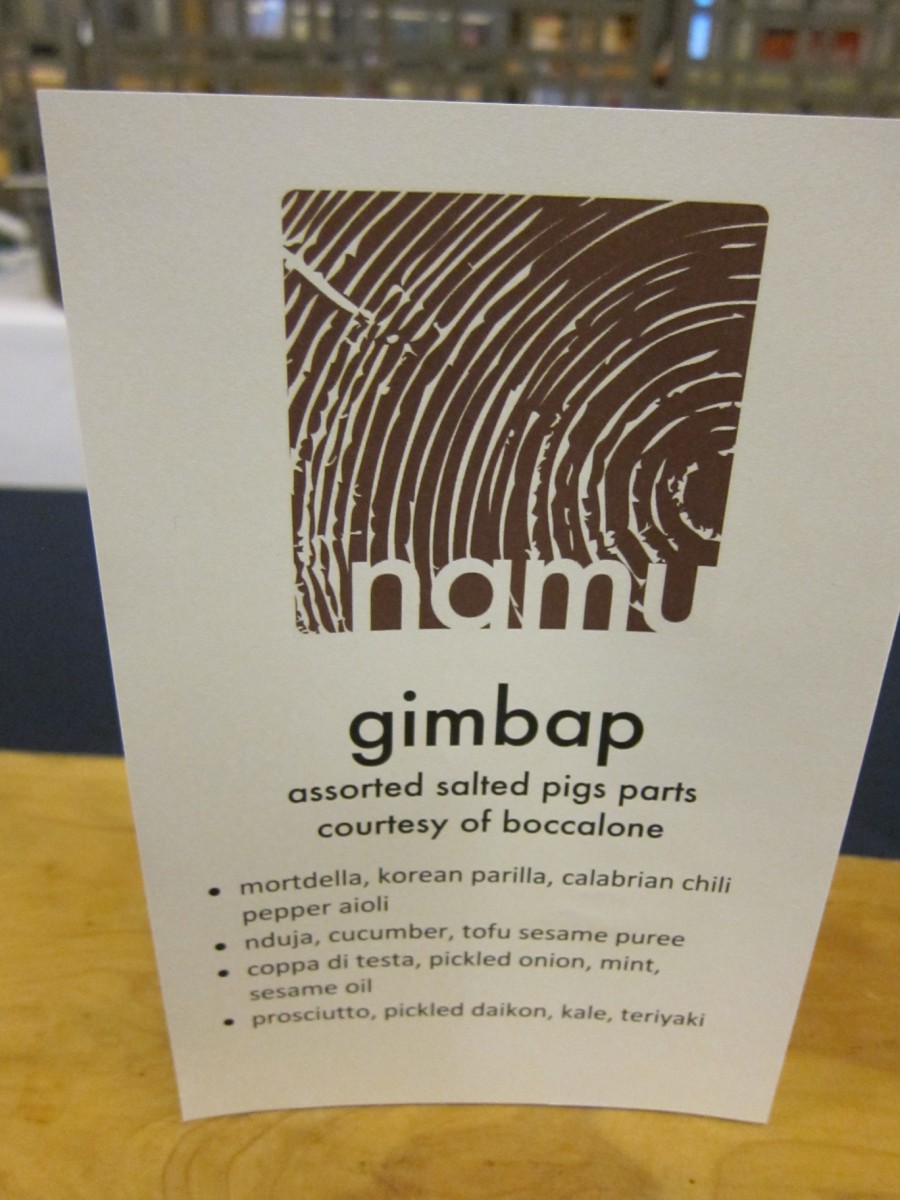 namu
gimbap
assorted salted pigs parts
courtesy of boccalone
• mortdella, korean parilla, calabrian chili
pepper aioli
• nduja, cucumber, tofu sesame puree
• coppa di testa, pickled onion, mint,
sesame oil
• prosciutto, pickled daikon, kale, teriyaki